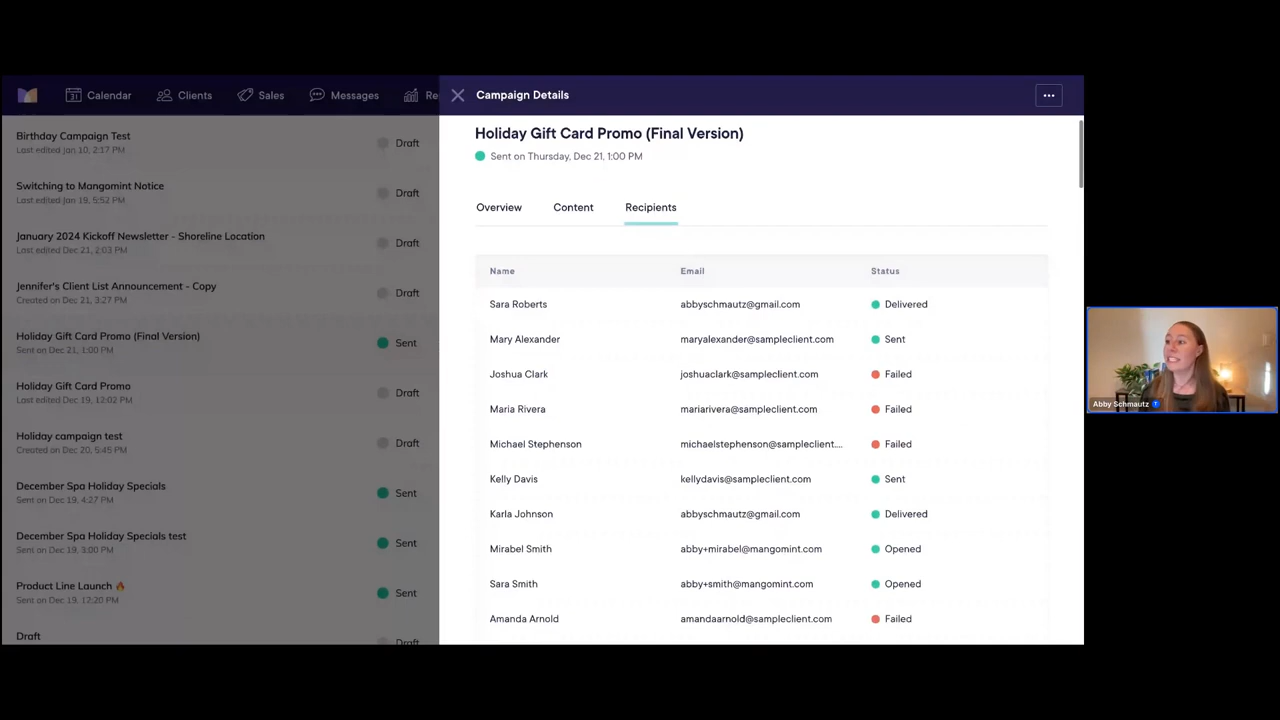 31 Calendar Clients Sales Messages Re
Campaign Details
Birthday Campaign Test
Last edited Jan 10, 2:17 PM
Draft
Switching to Mangomint Notice
Last edited Jan 19, 5:52 PM
Draft
January 2024 Kickoff Newsletter - Shoreline Location
Last edited Dec 21, 2:03 PM
Draft
Jennifer's Client List Announcement - Copy
Created on Dec 21, 3:27 PM
Draft
Holiday Gift Card Promo (Final Version)
Sent on Dec 21, 1:00 PM
Sent
Holiday Gift Card Promo
Last edited Dec 19, 12:02 PM
Draft
Holiday campaign test
Created on Dec 20, 5:45 PM
Draft
December Spa Holiday Specials
Sent on Dec 19, 4:27 PM
Sent
December Spa Holiday Specials test
Sent on Dec 19, 3:00 PM
Sent
Product Line Launch 🔥
Sent on Dec 19, 12:20 PM
Sent
Draft
Draft
Holiday Gift Card Promo (Final Version)
Sent on Thursday, Dec 21, 1:00 PM
Overview Content Recipients
Name Email Status
Sara Roberts abbyschmautz@gmail.com Delivered
Mary Alexander maryalexander@sampleclient.com Sent
Joshua Clark joshuaclark@sampleclient.com Failed
Maria Rivera mariarivera@sampleclient.com Failed
Michael Stephenson michaelstephenson@sampleclient.... Failed
Kelly Davis kellydavis@sampleclient.com Sent
Karla Johnson abbyschmautz@gmail.com Delivered
Mirabel Smith abby+mirabel@mangomint.com Opened
Sara Smith abby+smith@mangomint.com Opened
Amanda Arnold amandaarnold@sampleclient.com Failed
Abby Schmautz